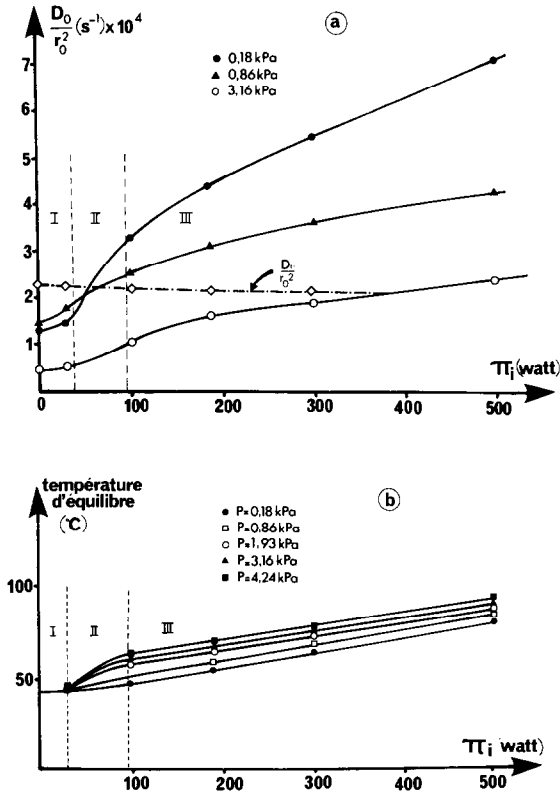 D₀/r₀² (s⁻¹)x10⁴
a
● 0,18 kPa
▲ 0,86 kPa
○ 3,16 kPa
7
6
5
4
3
2
1
I II III
D₀/r₀²
πi (watt)
0 100 200 300 400 500
température
d'équilibre
(℃)
b
● P=0,18 kPa
□ P=0,86 kPa
○ P=1,93 kPa
▲ P=3,16 kPa
■ P=4,24 kPa
100
50
I II III
πi (watt)
100 200 300 400 500